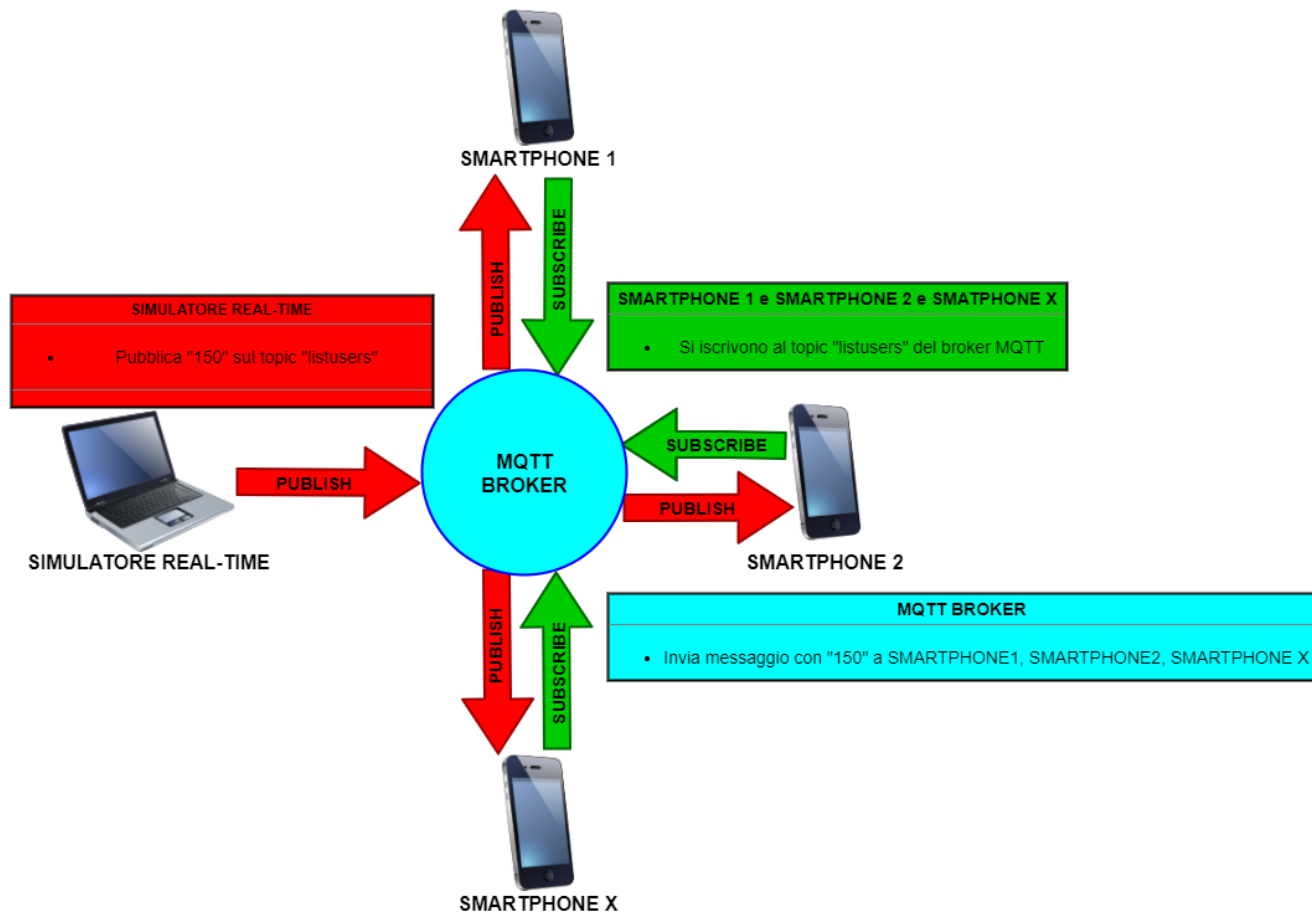 SMARTPHONE 1
PUBLISH
SUBSCRIBE
SIMULATORE REAL-TIME
Pubblica "150" sul topic "listusers"
SMARTPHONE 1 e SMARTPHONE 2 e SMATPHONE X
Si iscrivono al topic "listusers" del broker MQTT
PUBLISH
SIMULATORE REAL-TIME
MQTT
BROKER
SUBSCRIBE
PUBLISH
SMARTPHONE 2
PUBLISH
SUBSCRIBE
MQTT BROKER
Invia messaggio con "150" a SMARTPHONE1, SMARTPHONE2, SMARTPHONE X
SMARTPHONE X